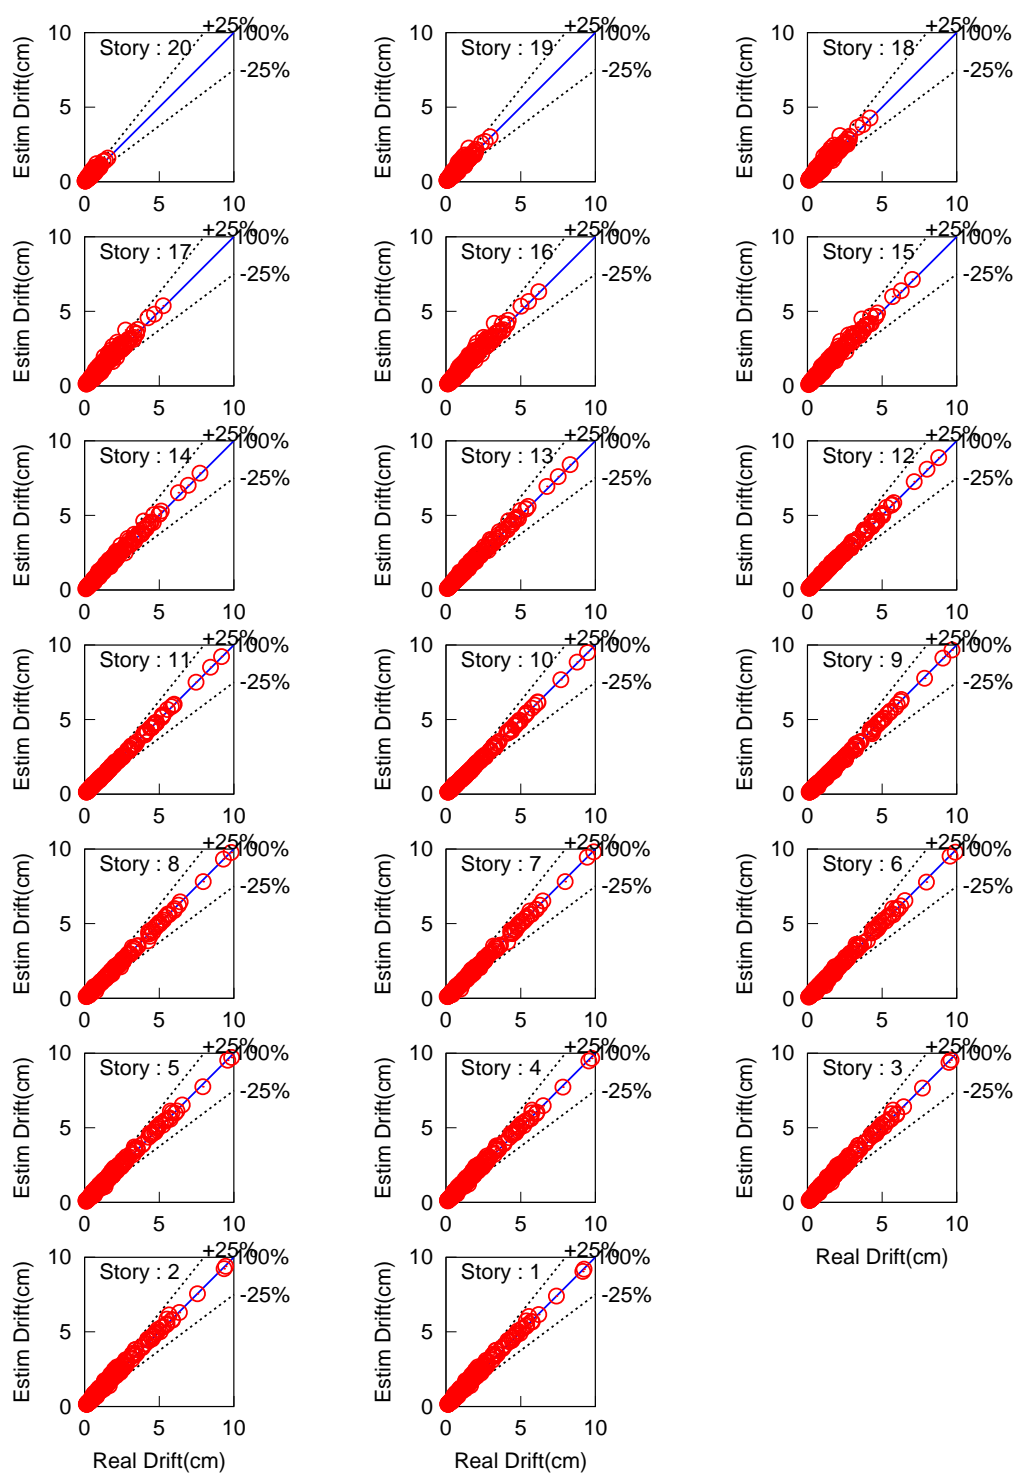 +25% +25% +25%
10 Story : 20 100% 10 Story : 19 100% 10 Story : 18 100%
-25% -25% -25%
Estim Drift(cm) 5 Estim Drift(cm) 5 Estim Drift(cm) 5
0 0 0
0 5 10 0 5 10 0 5 10
+25% +25% +25%
10 Story : 17 100% 10 Story : 16 100% 10 Story : 15 100%
-25% -25% -25%
Estim Drift(cm) 5 Estim Drift(cm) 5 Estim Drift(cm) 5
0 0 0
0 5 10 0 5 10 0 5 10
+25% +25% +25%
10 Story : 14 100% 10 Story : 13 100% 10 Story : 12 100%
-25% -25% -25%
Estim Drift(cm) 5 Estim Drift(cm) 5 Estim Drift(cm) 5
0 0 0
0 5 10 0 5 10 0 5 10
+25% +25% +25%
10 Story : 11 100% 10 Story : 10 100% 10 Story : 9 100%
-25% -25% -25%
Estim Drift(cm) 5 Estim Drift(cm) 5 Estim Drift(cm) 5
0 0 0
0 5 10 0 5 10 0 5 10
+25% +25% +25%
10 Story : 8 100% 10 Story : 7 100% 10 Story : 6 100%
-25% -25% -25%
Estim Drift(cm) 5 Estim Drift(cm) 5 Estim Drift(cm) 5
0 0 0
0 5 10 0 5 10 0 5 10
+25% +25% +25%
10 Story : 5 100% 10 Story : 4 100% 10 Story : 3 100%
-25% -25% -25%
Estim Drift(cm) 5 Estim Drift(cm) 5 Estim Drift(cm) 5
0 0 0
0 5 10 0 5 10 0 5 10
Real Drift(cm)
+25% +25%
10 Story : 2 100% 10 Story : 1 100%
-25% -25%
Estim Drift(cm) 5 Estim Drift(cm) 5
0 0
0 5 10 0 5 10
Real Drift(cm) Real Drift(cm)